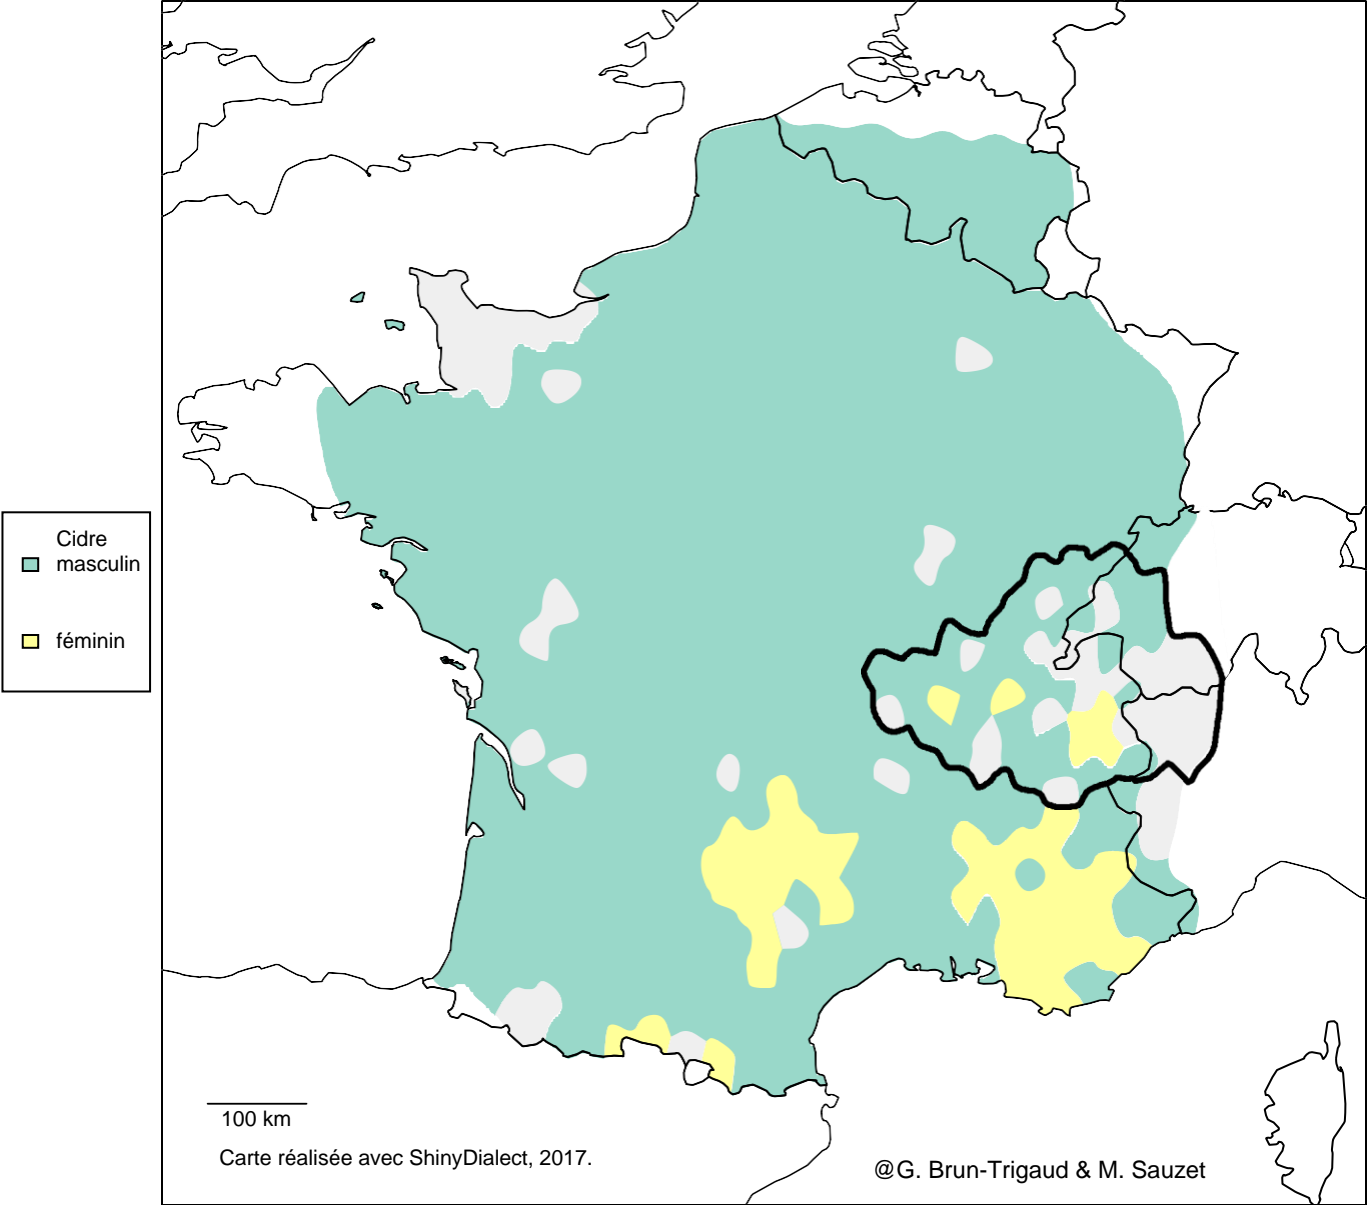 Cidre
masculin
féminin
100 km
Carte réalisée avec ShinyDialect, 2017.
@G. Brun-Trigaud & M. Sauzet